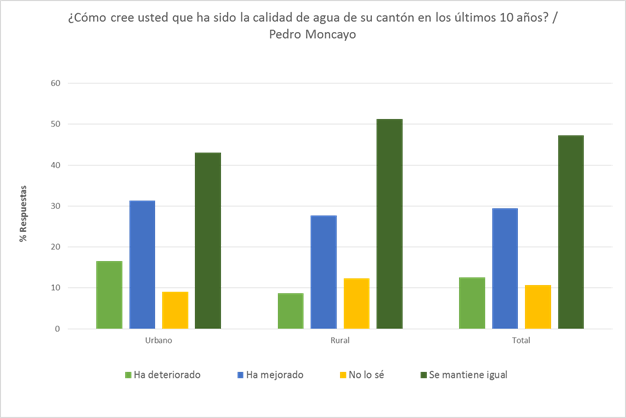 ¿Cómo cree usted que ha sido la calidad de agua de su cantón en los últimos 10 años? /
Pedro Moncayo
60
50
40
30
20
10
0
% Respuestas
Urbano Rural Total
Ha deteriorado Ha mejorado No lo sé Se mantiene igual